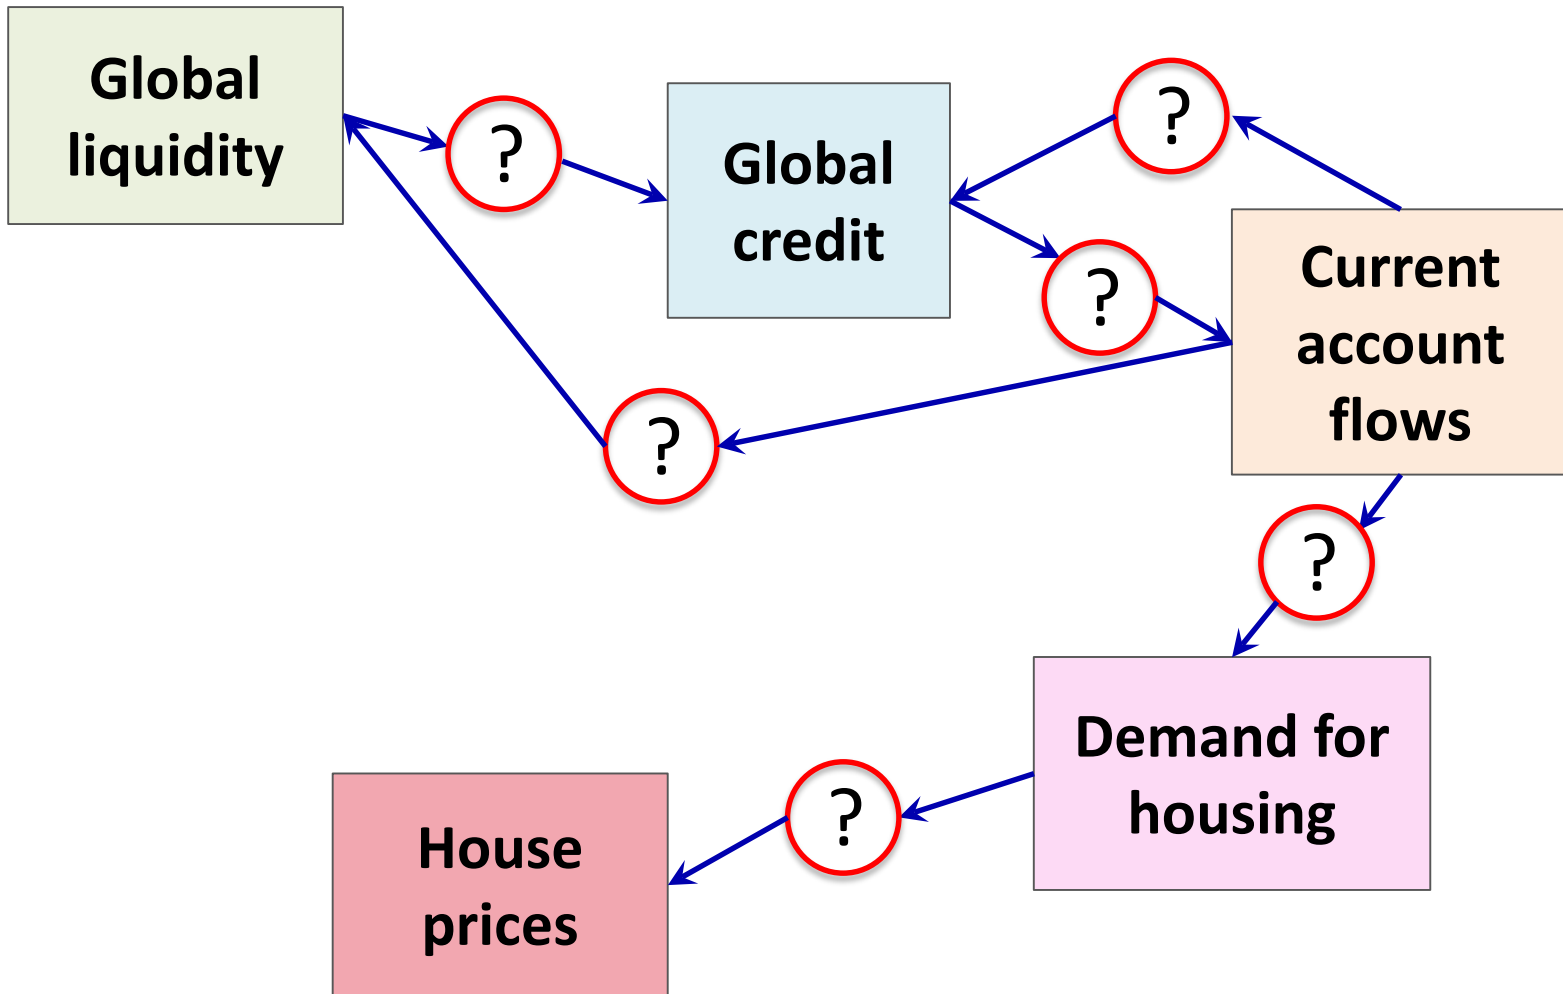 Global
liquidity
?
Global
credit
?
?
Current
account
flows
?
?
Demand for
housing
?
House
prices